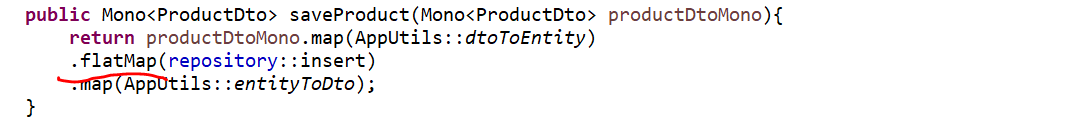 public Mono<ProductDto> saveProduct(Mono<ProductDto> productDtoMono){
return productDtoMono.map(AppUtils::dtoToEntity)
.flatMap(repository::insert)
.map(AppUtils::entityToDto);
}